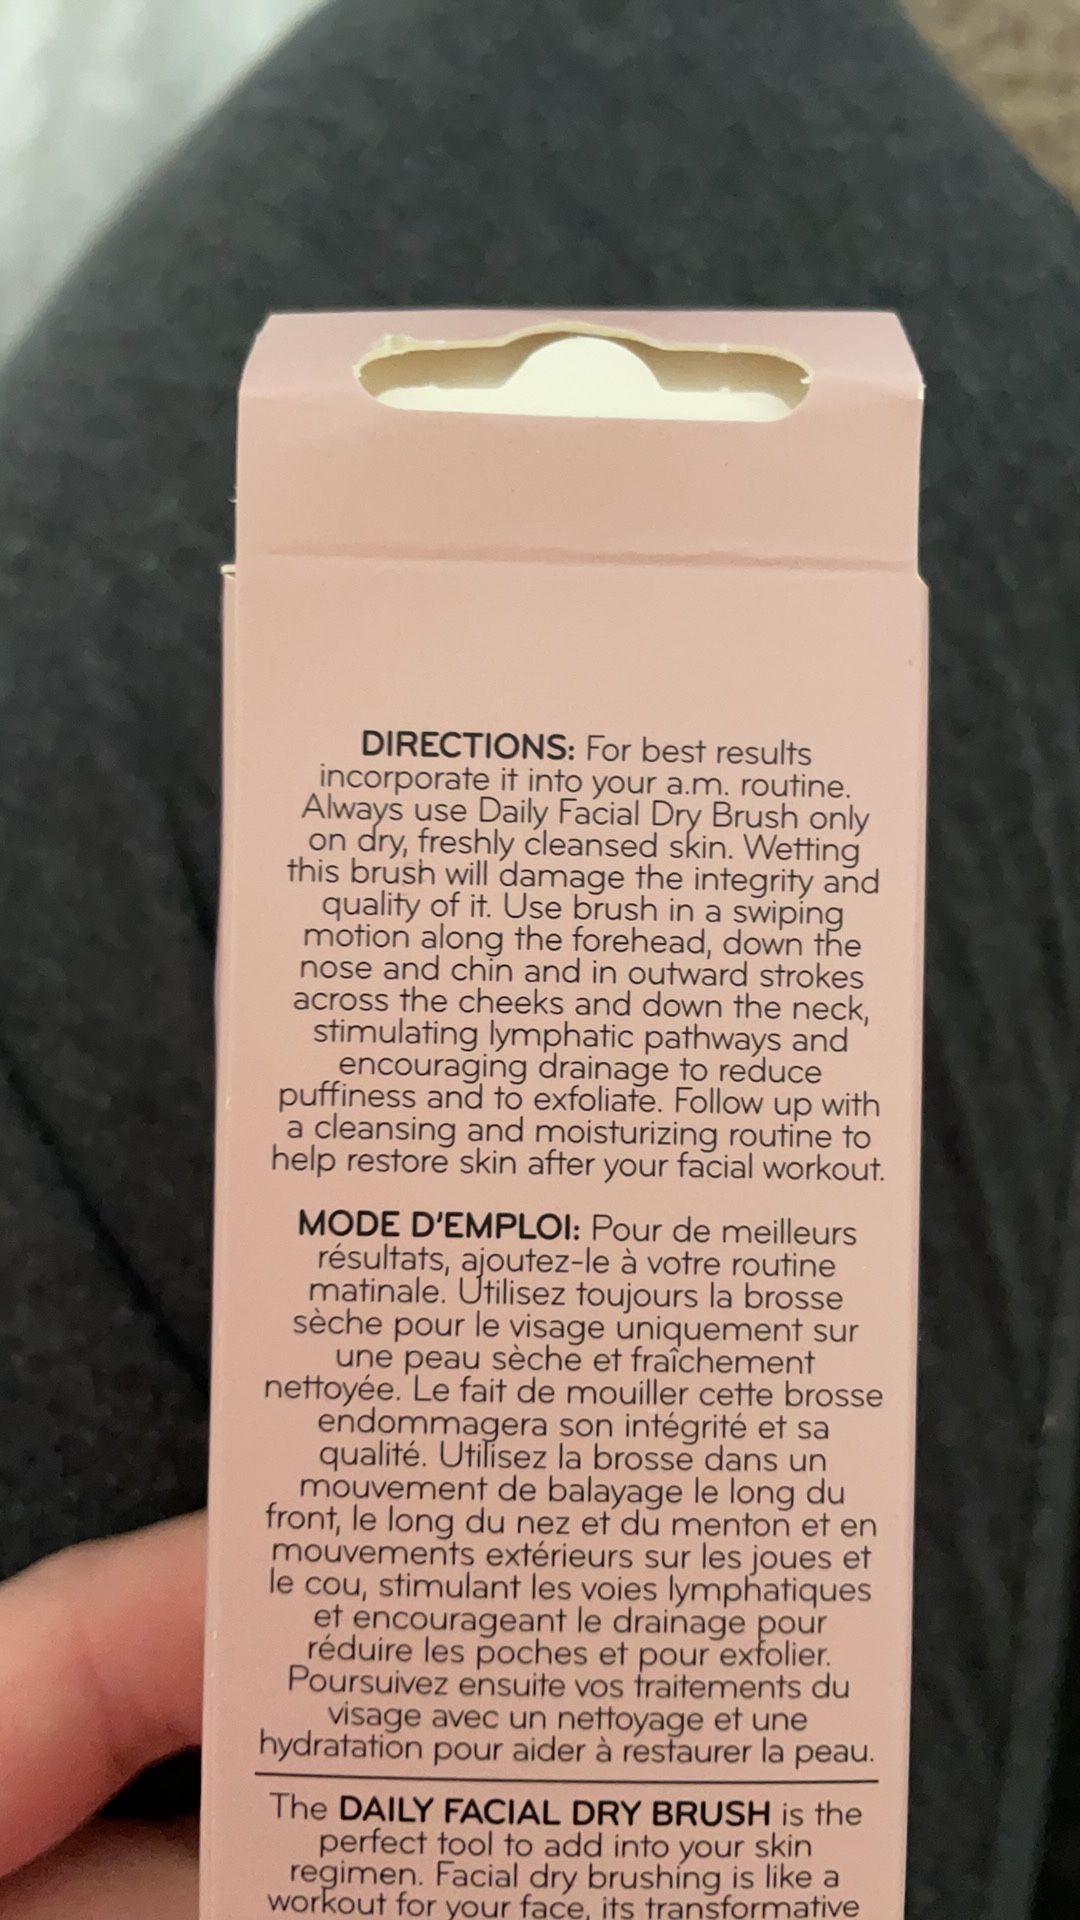 DIRECTIONS: For best results
incorporate it into your a.m. routine.
Always use Daily Facial Dry Brush only
on dry, freshly cleansed skin. Wetting
this brush will damage the integrity and
quality of it. Use brush in a swiping
motion along the forehead, down the
nose and chin and in outward strokes
across the cheeks and down the neck,
stimulating lymphatic pathways and
encouraging drainage to reduce
puffiness and to exfoliate. Follow up with
a cleansing and moisturizing routine to
help restore skin after your facial workout.
MODE D'EMPLOI: Pour de meilleurs
résultats, ajoutez-le à votre routine
matinale. Utilisez toujours la brosse
sèche pour le visage uniquement sur
une peau sèche et fraîchement
nettoyée. Le fait de mouiller cette brosse
endommagera son intégrité et sa
qualité. Utilisez la brosse dans un
mouvement de balayage le long du
front, le long du nez et du menton et en
mouvements extérieurs sur les joues et
le cou, stimulant les voies lymphatiques
et encourageant le drainage pour
réduire les poches et pour exfolier.
Poursuivez ensuite vos traitements du
visage avec un nettoyage et une
hydratation pour aider à restaurer la peau.
The DAILY FACIAL DRY BRUSH is the
perfect tool to add into your skin
regimen. Facial dry brushing is like a
workout for your face, its transformative